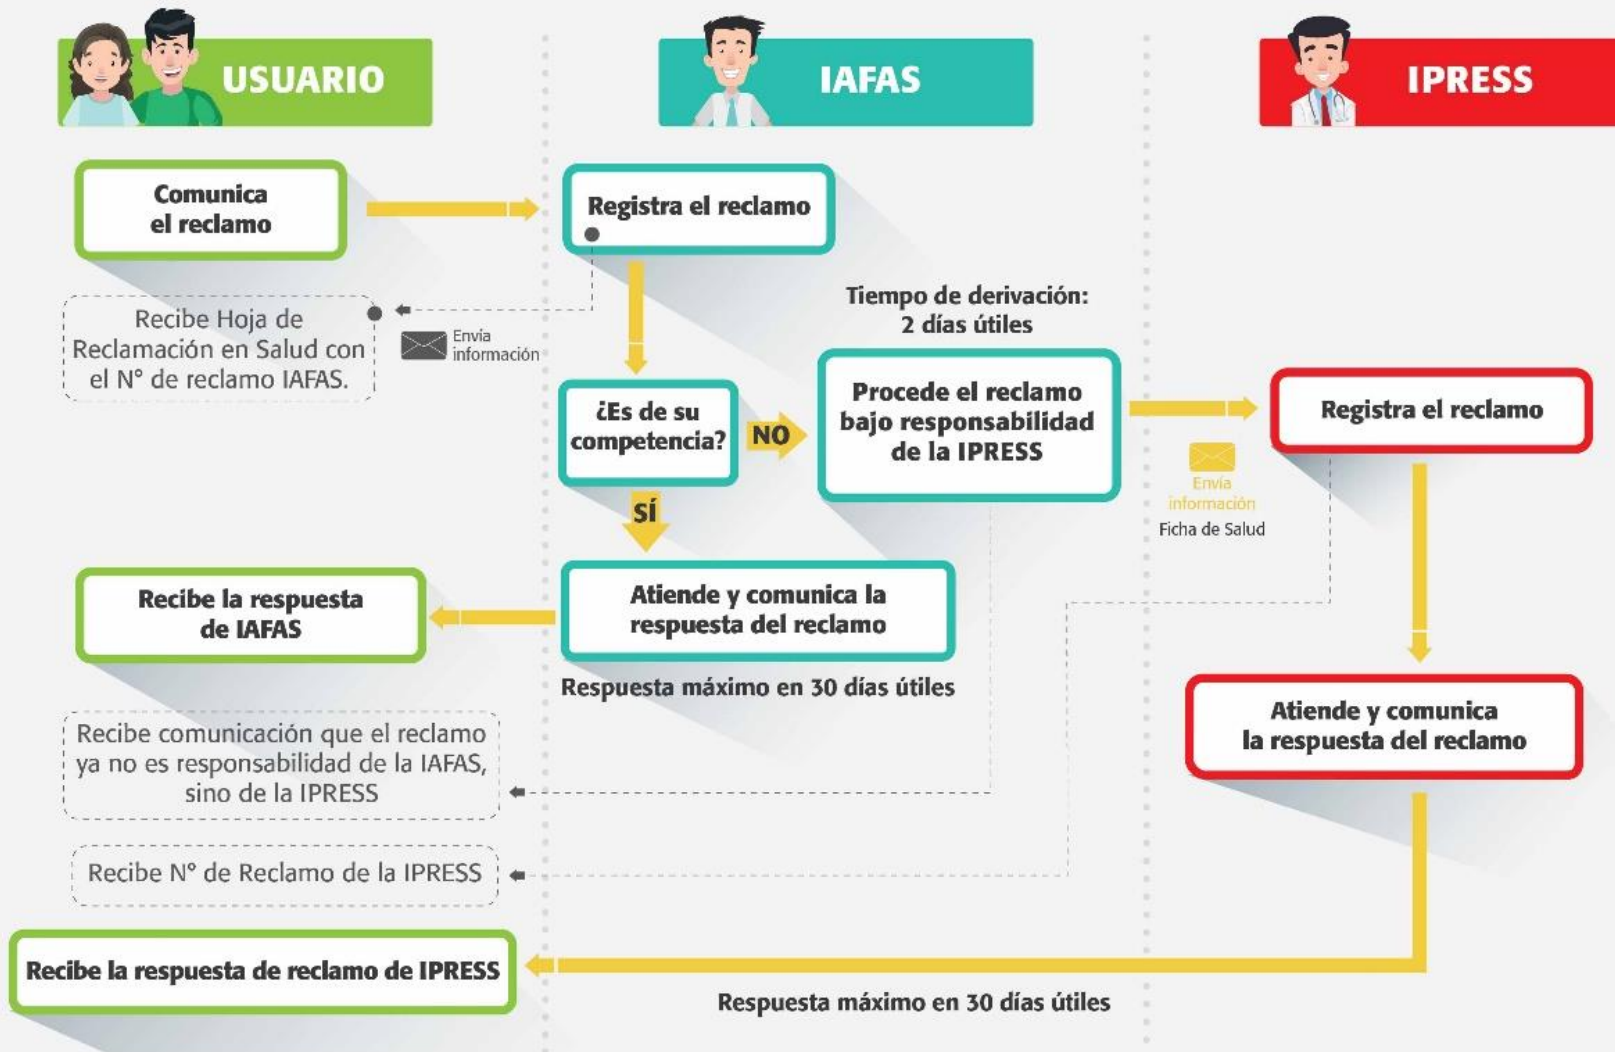 USUARIO
IAFAS
IPRESS
Comunica
el reclamo
Registra el reclamo
Recibe Hoja de
Reclamación en Salud con
el N° de reclamo IAFAS.
Envía
información
Tiempo de derivación:
2 días útiles
¿Es de su
competencia?
NO
Procede el reclamo
bajo responsabilidad
de la IPRESS
Registra el reclamo
Envía
información
Ficha de Salud
SÍ
Recibe la respuesta
de IAFAS
Atiende y comunica la
respuesta del reclamo
Respuesta máximo en 30 días útiles
Atiende y comunica
la respuesta del reclamo
Recibe comunicación que el reclamo
ya no es responsabilidad de la IAFAS,
sino de la IPRESS
Recibe N° de Reclamo de la IPRESS
Recibe la respuesta de reclamo de IPRESS
Respuesta máximo en 30 días útiles